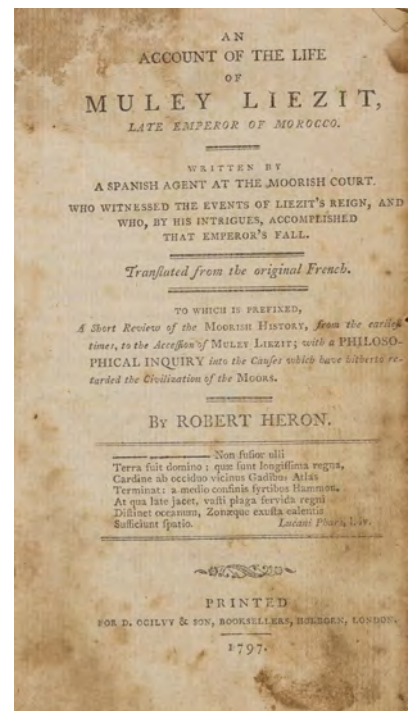 AN
ACCOUNT OF THE LIFE
OF
MULEY LIEZIT,
LATE EMPEROR OF MOROCCO.
WRITTEN BY
A SPANISH AGENT AT THE MOORISH COURT.
WHO WITNESSED THE EVENTS OF LIEZIT'S REIGN, AND
WHO, BY HIS INTRIGUES, ACCOMPLISHED
THAT EMPEROR'S FALL.
Tranſlated from the original French.
TO WHICH IS PREFIXED,
A Short Review of the MOORISH HISTORY, from the earlieſt
times, to the Acceſſion of MULEY LIEZIT; with a PHILOSO-
PHICAL INQUIRY into the Cauſes which have hitherto re-
tarded the Civilization of the MOORS.
By ROBERT HERON.
Non fuſior ulli
Terra fuit domino; quæ ſunt longiſſima regna,
Cardine ab occiduo vicinus Gadibus Atlas
Terminat: a medio confinis ſyrtibus Hammon.
At qua late jacet, vaſti plaga fervida regni
Diſtinet oceanum, Zonæque exuſta calentis
Sufficiunt ſpatio. Lucani Phars. l. iv.
PRINTED
FOR D. OGILVY & SON, BOOKSELLERS, HOLBORN, LONDON.
1797.